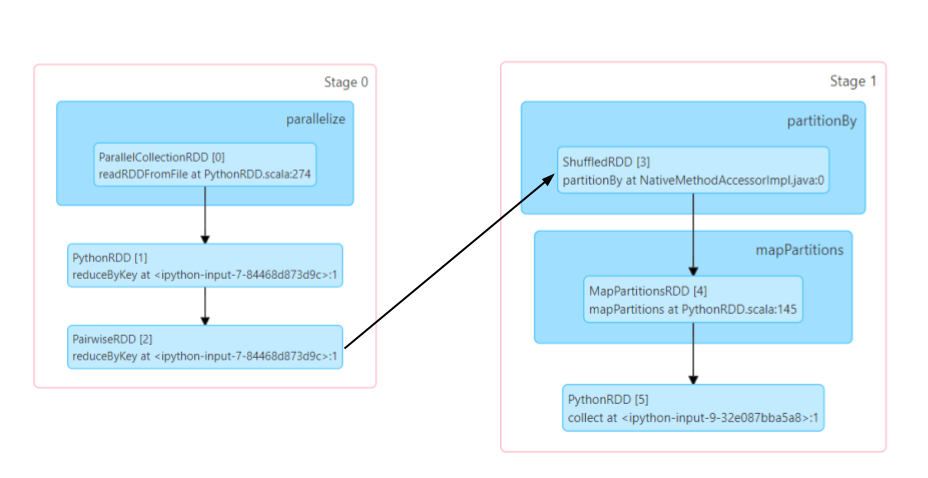 Stage 0
parallelize
ParallelCollectionRDD [0]
readRDDFromFile at PythonRDD.scala:274
PythonRDD [1]
reduceByKey at <ipython-input-7-84468d873d9c>:1
PairwiseRDD [2]
reduceByKey at <ipython-input-7-84468d873d9c>:1
Stage 1
partitionBy
ShuffledRDD [3]
partitionBy at NativeMethodAccessorImpl.java:0
mapPartitions
MapPartitionsRDD [4]
mapPartitions at PythonRDD.scala:145
PythonRDD [5]
collect at <ipython-input-9-32e087bba5a8>:1